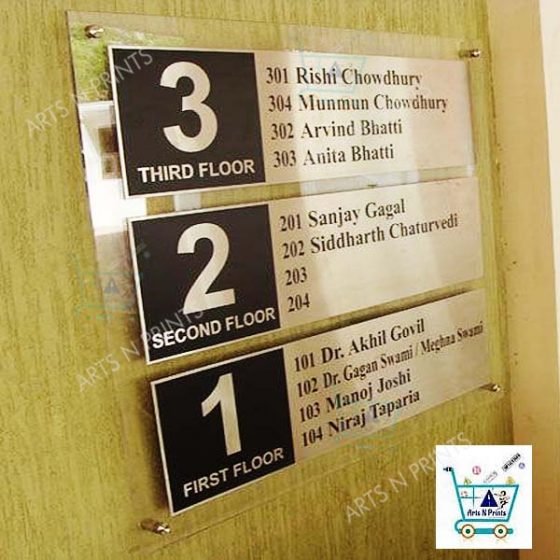 3
THIRD FLOOR
301 Rishi Chowdhury
304 Munmun Chowdhury
302 Arvind Bhatti
303 Anita Bhatti
2
SECOND FLOOR
201 Sanjay Gagal
202 Siddharth Chaturvedi
203
204
1
FIRST FLOOR
101 Dr. Akhil Govil
102 Dr. Gagan Swami / Meghna Swami
103 Manoj Joshi
104 Niraj Taparia
ARTS N PRINTS
ARTS N PRINTS
ARTS N PRINTS
ARTS N PRINTS
Arts N Prints